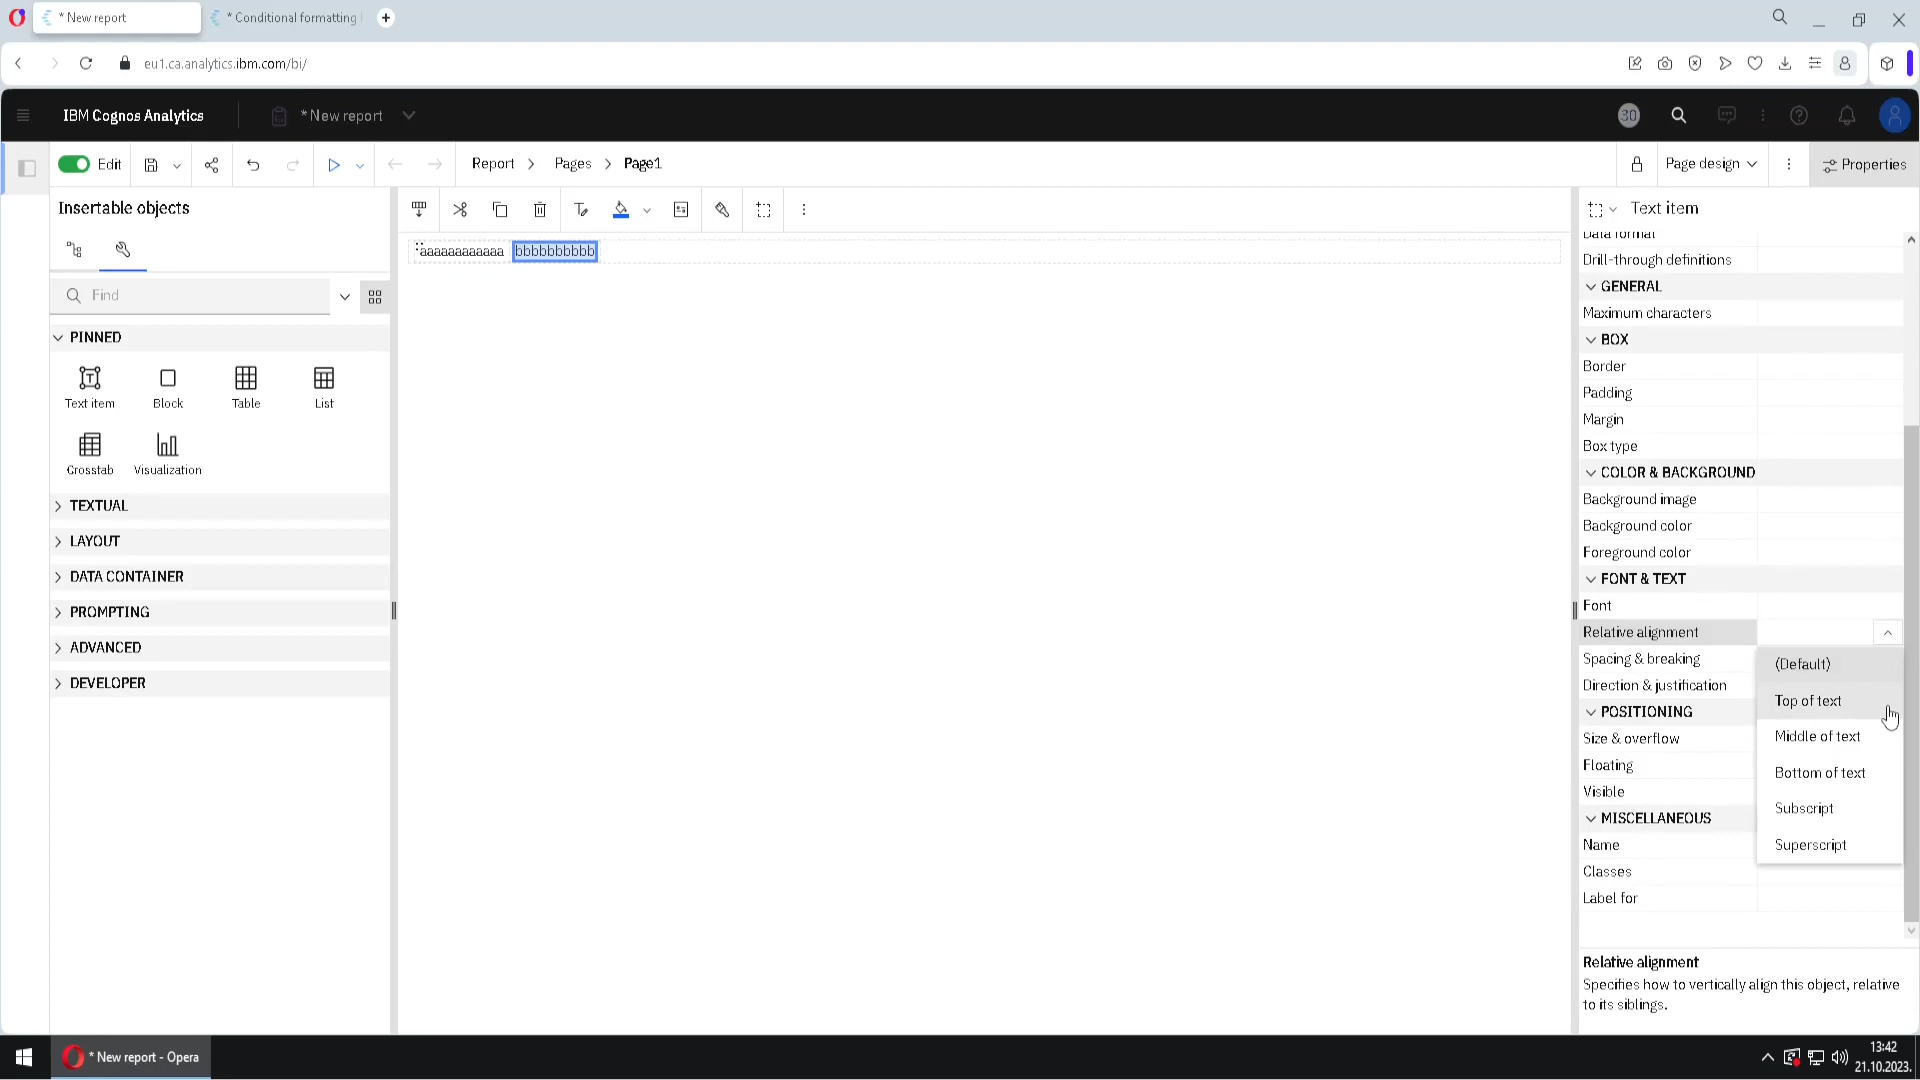 * New report
* Conditional formatting
eu1.ca.analytics.ibm.com/bi/
IBM Cognos Analytics
* New report
30
Edit
Report
Pages
Page1
Page design
Properties
Insertable objects
Find
PINNED
Text item
Block
Table
List
Crosstab
Visualization
TEXTUAL
LAYOUT
DATA CONTAINER
PROMPTING
ADVANCED
DEVELOPER
aaaaaaaaaaaa
bbbbbbbbbb
Text item
Data format
Drill-through definitions
GENERAL
Maximum characters
BOX
Border
Padding
Margin
Box type
COLOR & BACKGROUND
Background image
Background color
Foreground color
FONT & TEXT
Font
Relative alignment
Spacing & breaking
Direction & justification
POSITIONING
Size & overflow
Floating
Visible
MISCELLANEOUS
Name
Classes
Label for
(Default)
Top of text
Middle of text
Bottom of text
Subscript
Superscript
Relative alignment
Specifies how to vertically align this object, relative
to its siblings.
* New report - Opera
13:42
21.10.2023.